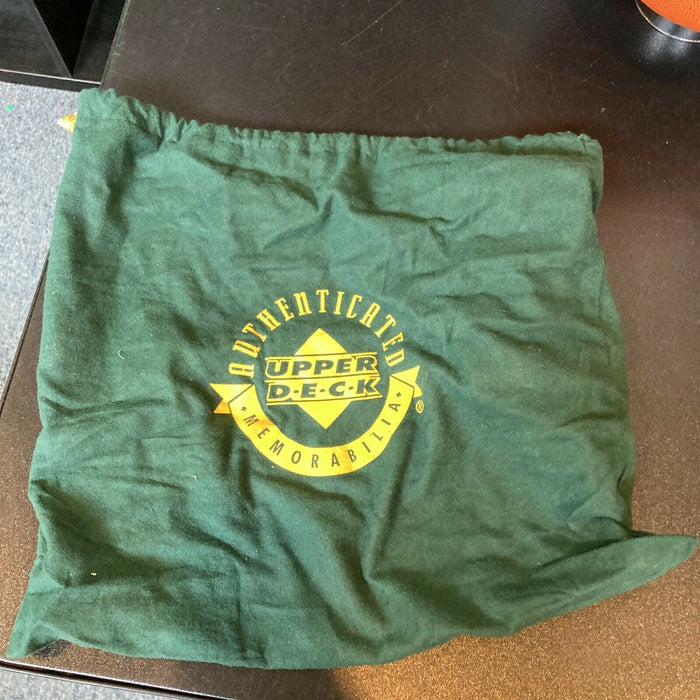 AUTHENTICATED
UPPER
D·E·C·K
• MEMORABILIA •
®